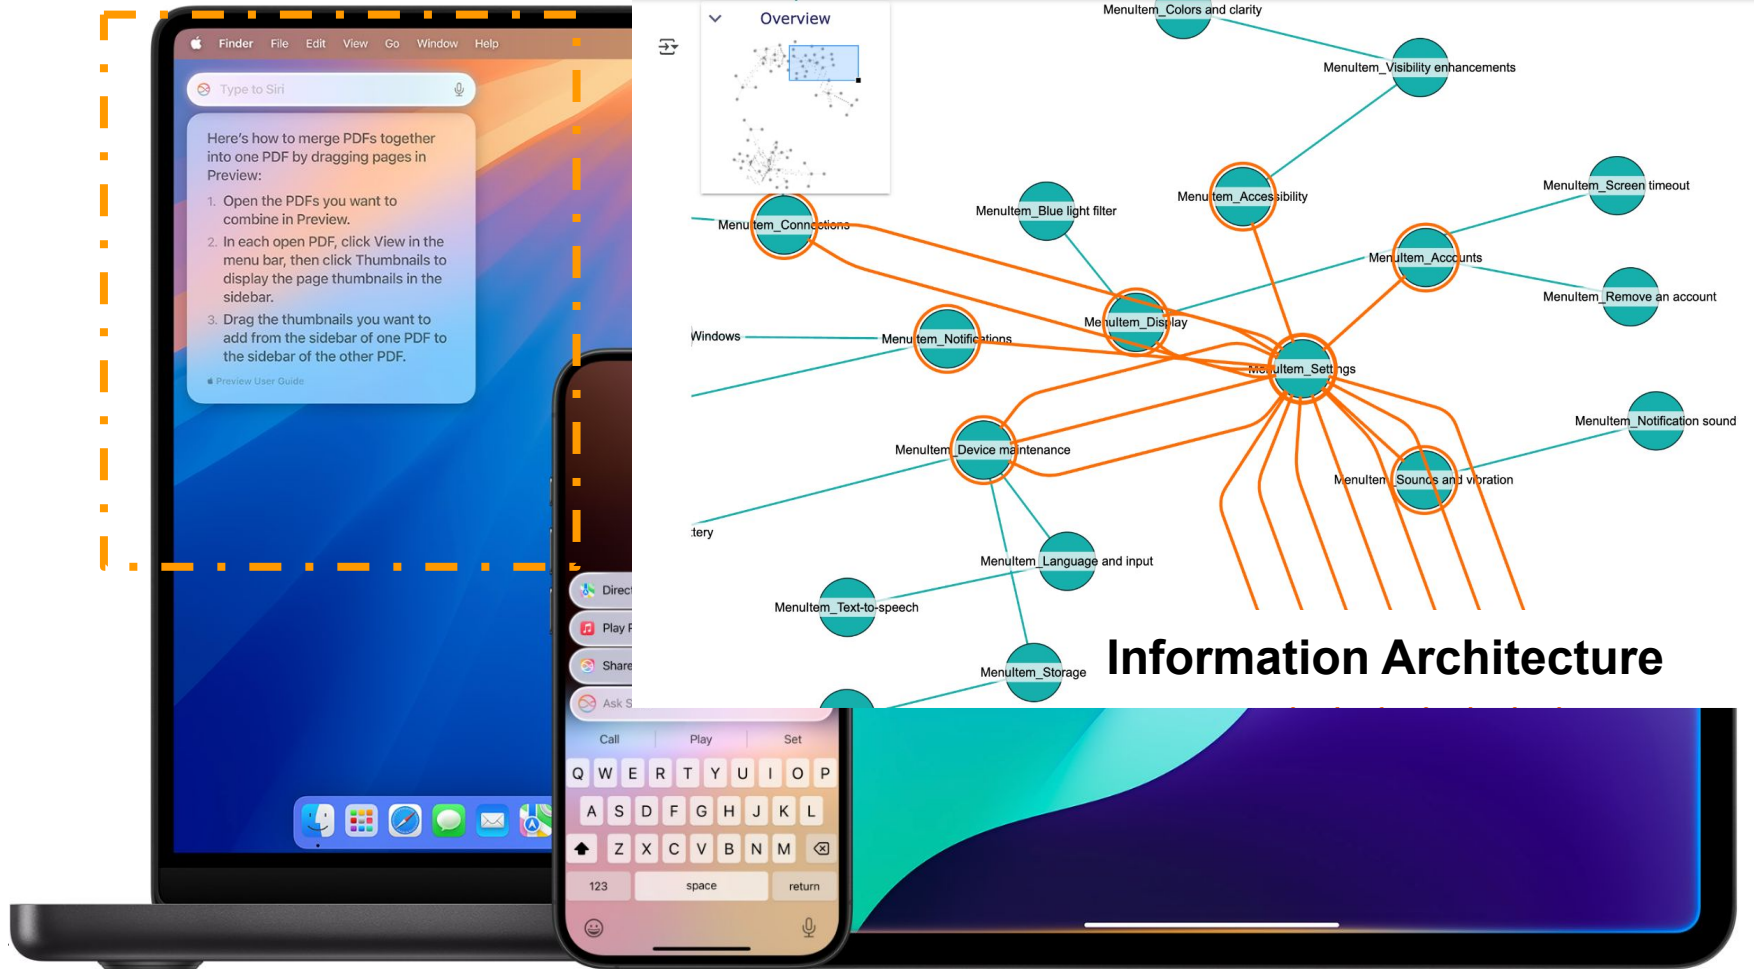 Finder File Edit View Go Window Help
Type to Siri
Here's how to merge PDFs together
into one PDF by dragging pages in
Preview:
1. Open the PDFs you want to
combine in Preview.
2. In each open PDF, click View in the
menu bar, then click Thumbnails to
display the page thumbnails in the
sidebar.
3. Drag the thumbnails you want to
add from the sidebar of one PDF to
the sidebar of the other PDF.
Preview User Guide
Overview
MenuItem_Colors and clarity
MenuItem_Visibility enhancements
MenuItem_Screen timeout
MenuItem_Accessibility
MenuItem_Blue light filter
MenuItem_Connections
MenuItem_Accounts
MenuItem_Remove an account
MenuItem_Display
Windows
MenuItem_Notifications
MenuItem_Settings
MenuItem_Notification sound
MenuItem_Device maintenance
MenuItem_Sounds and vibration
tery
MenuItem_Language and input
MenuItem_Text-to-speech
MenuItem_Storage
Information Architecture
Direct
Play
Share
Ask S
Call Play Set
Q W E R T Y U I O P
A S D F G H J K L
Z X C V B N M
123 space return